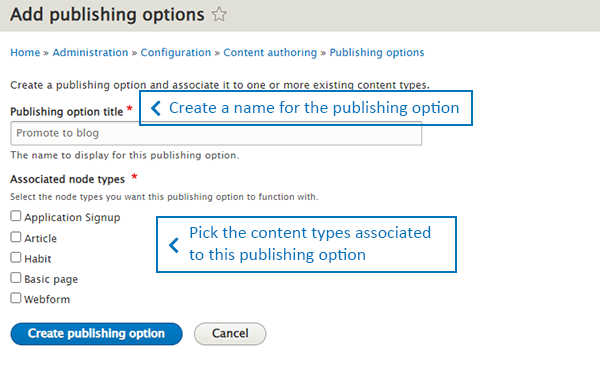 Add publishing options
Home » Administration » Configuration » Content authoring » Publishing options
Create a publishing option and associate it to one or more existing content types.
Publishing option title *
Create a name for the publishing option
Promote to blog
The name to display for this publishing option.
Associated node types *
Select the node types you want this publishing option to function with.
Application Signup
Article
Habit
Basic page
Webform
Pick the content types associated
to this publishing option
Create publishing option
Cancel